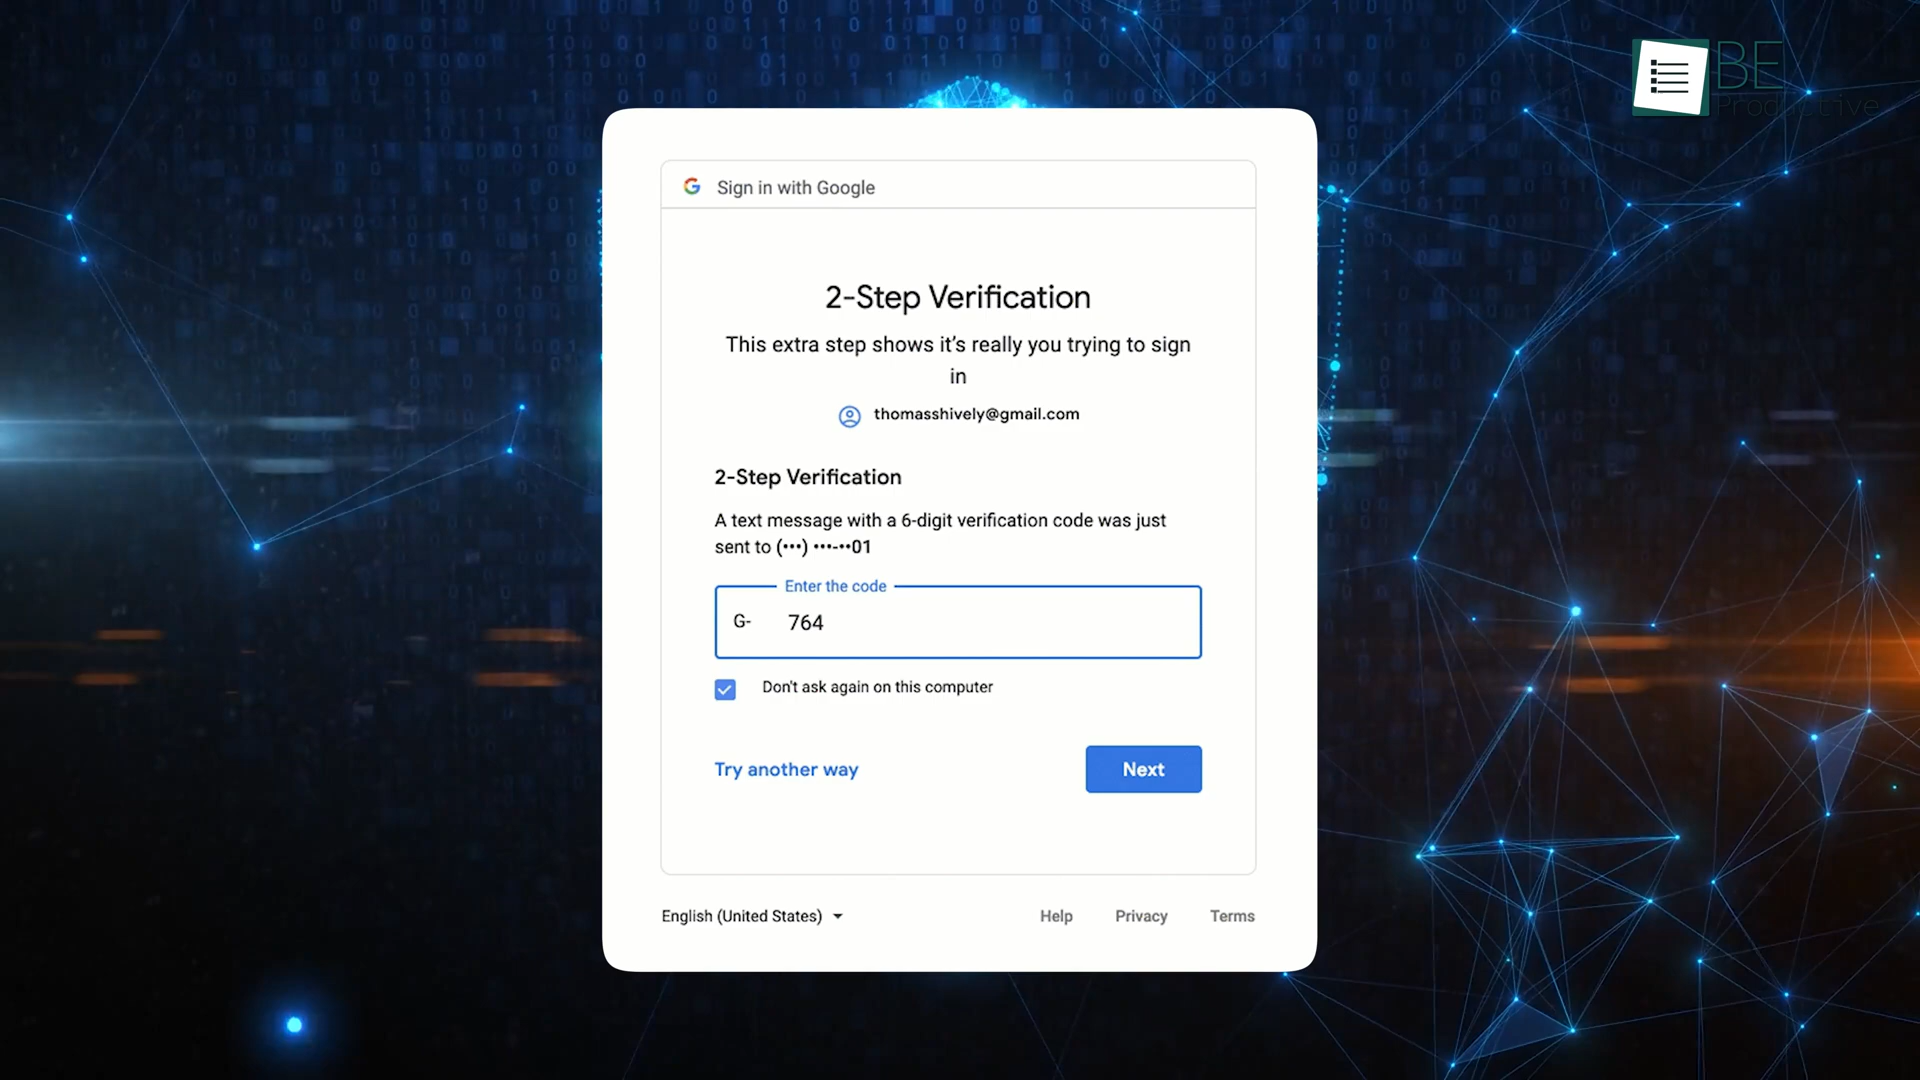 BE
Productive
Sign in with Google
2-Step Verification
This extra step shows it's really you trying to sign
in
thomasshively@gmail.com
2-Step Verification
A text message with a 6-digit verification code was just
sent to (•••) •••-••01
Enter the code
G- 764
Don't ask again on this computer
Try another way
Next
English (United States)
Help Privacy Terms